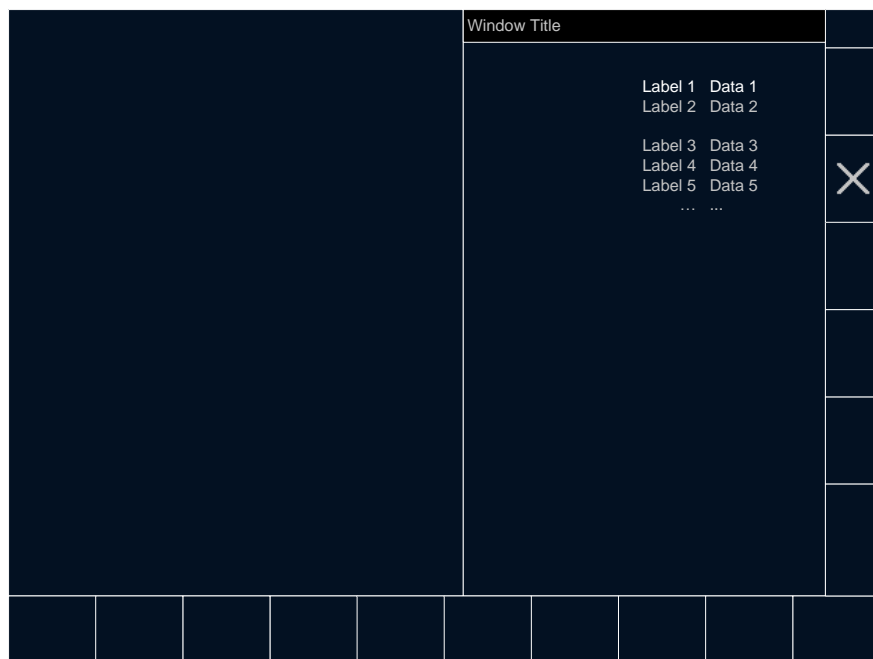 Window Title
Label 1 Data 1
Label 2 Data 2
Label 3 Data 3
Label 4 Data 4
Label 5 Data 5
… ...